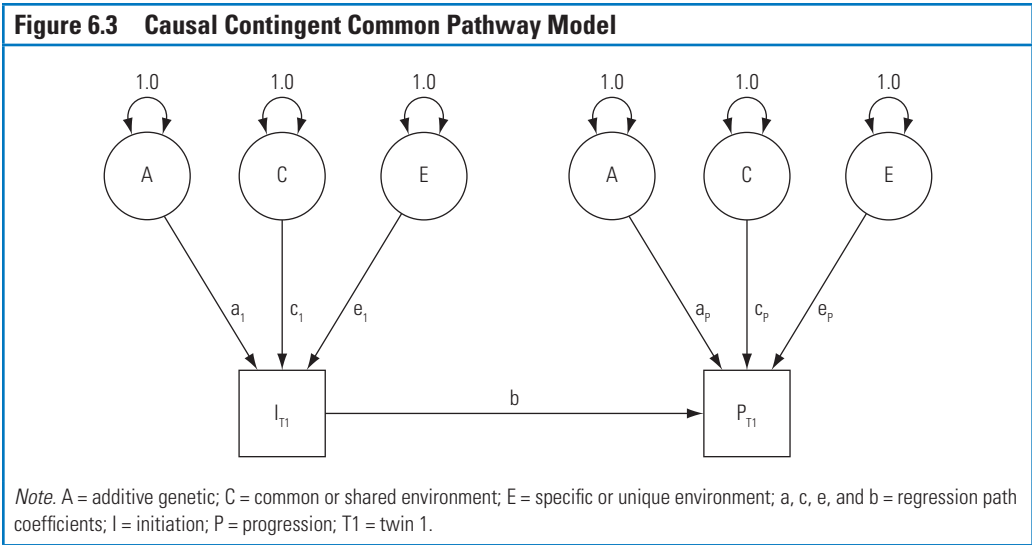 Figure 6.3 Causal Contingent Common Pathway Model
1.0 1.0 1.0 1.0 1.0 1.0
A C E A C E
a₁ c₁ e₁ aₚ cₚ eₚ
b
I_T1 P_T1
Note. A = additive genetic; C = common or shared environment; E = specific or unique environment; a, c, e, and b = regression path
coefficients; I = initiation; P = progression; T1 = twin 1.